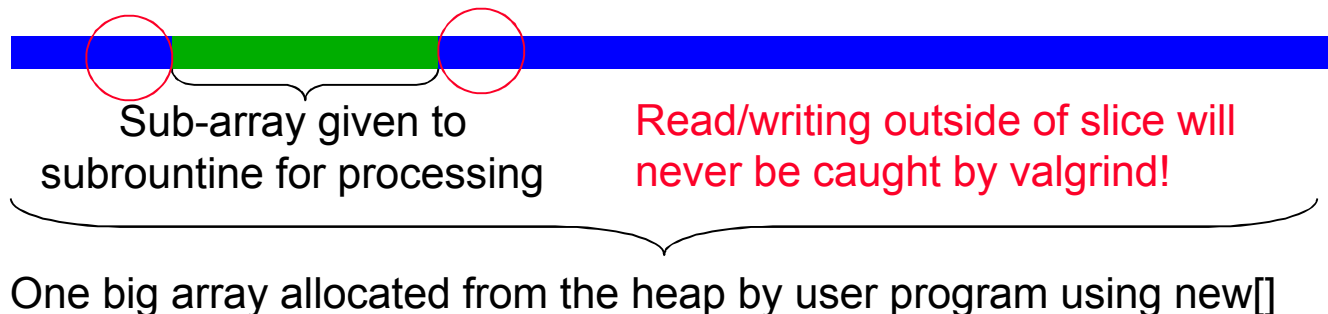 Sub-array given to
subrountine for processing
Read/writing outside of slice will
never be caught by valgrind!
One big array allocated from the heap by user program using new[]